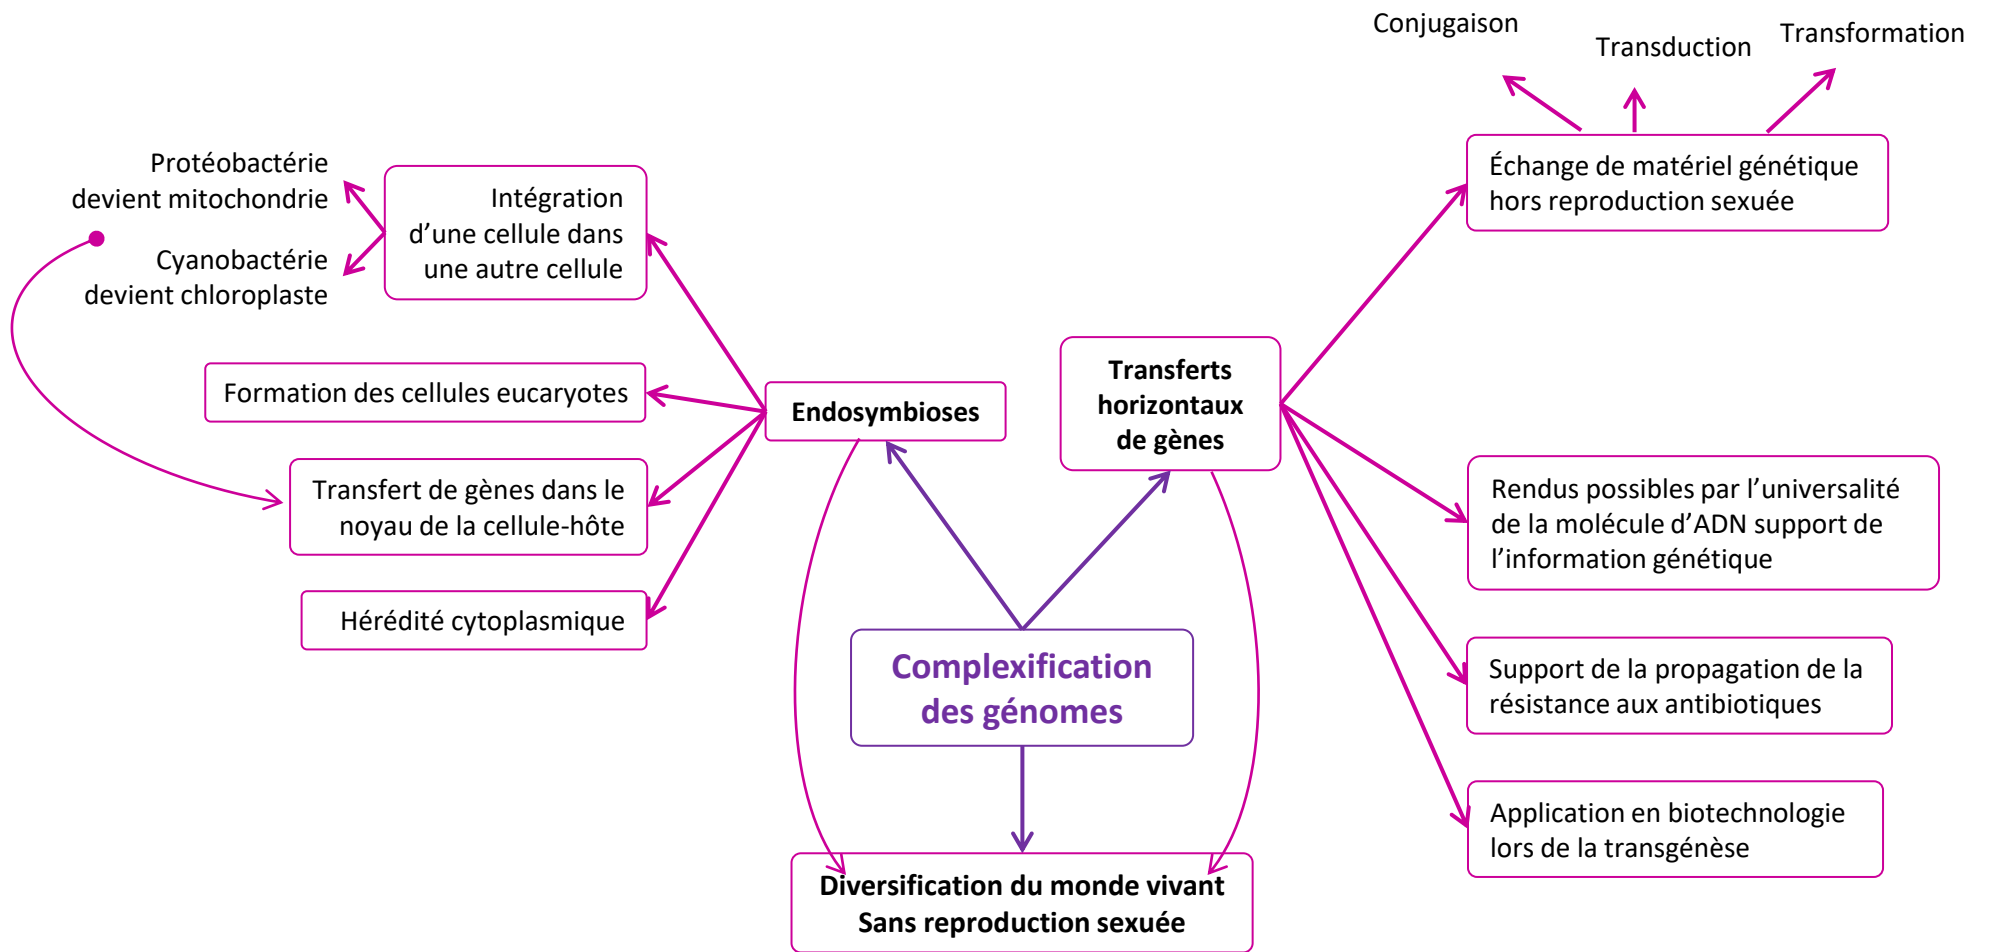 Conjugaison
Transduction
Transformation
Protéobactérie
devient mitochondrie
Cyanobactérie
devient chloroplaste
Intégration
d’une cellule dans
une autre cellule
Échange de matériel génétique
hors reproduction sexuée
Formation des cellules eucaryotes
Endosymbioses
Transferts
horizontaux
de gènes
Transfert de gènes dans le
noyau de la cellule-hôte
Rendus possibles par l’universalité
de la molécule d’ADN support de
l’information génétique
Hérédité cytoplasmique
Complexification
des génomes
Support de la propagation de la
résistance aux antibiotiques
Application en biotechnologie
lors de la transgénèse
Diversification du monde vivant
Sans reproduction sexuée